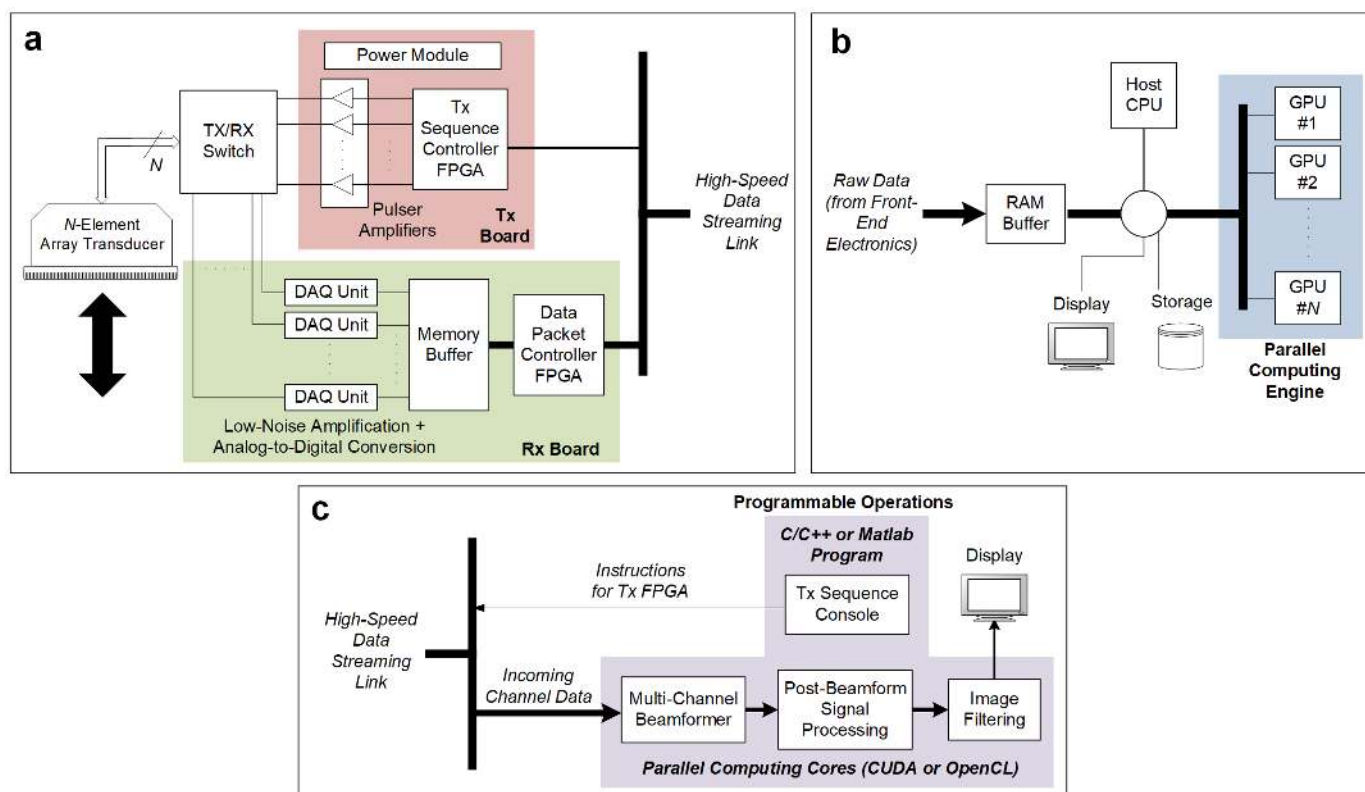 a
Power Module
TX/RX
Switch
Tx
Sequence
Controller
FPGA
N
N-Element
Array Transducer
Pulser
Amplifiers
Tx
Board
High-Speed
Data
Streaming
Link
DAQ Unit
DAQ Unit
DAQ Unit
Memory
Buffer
Data
Packet
Controller
FPGA
Low-Noise Amplification +
Analog-to-Digital Conversion
Rx Board
b
Host
CPU
GPU
#1
GPU
#2
GPU
#N
Raw Data
(from Front-
End
Electronics)
RAM
Buffer
Display
Storage
Parallel
Computing
Engine
c
Programmable Operations
C/C++ or Matlab
Program
Instructions
for Tx FPGA
Tx Sequence
Console
Display
High-Speed
Data
Streaming
Link
Incoming
Channel Data
Multi-Channel
Beamformer
Post-Beamform
Signal
Processing
Image
Filtering
Parallel Computing Cores (CUDA or OpenCL)